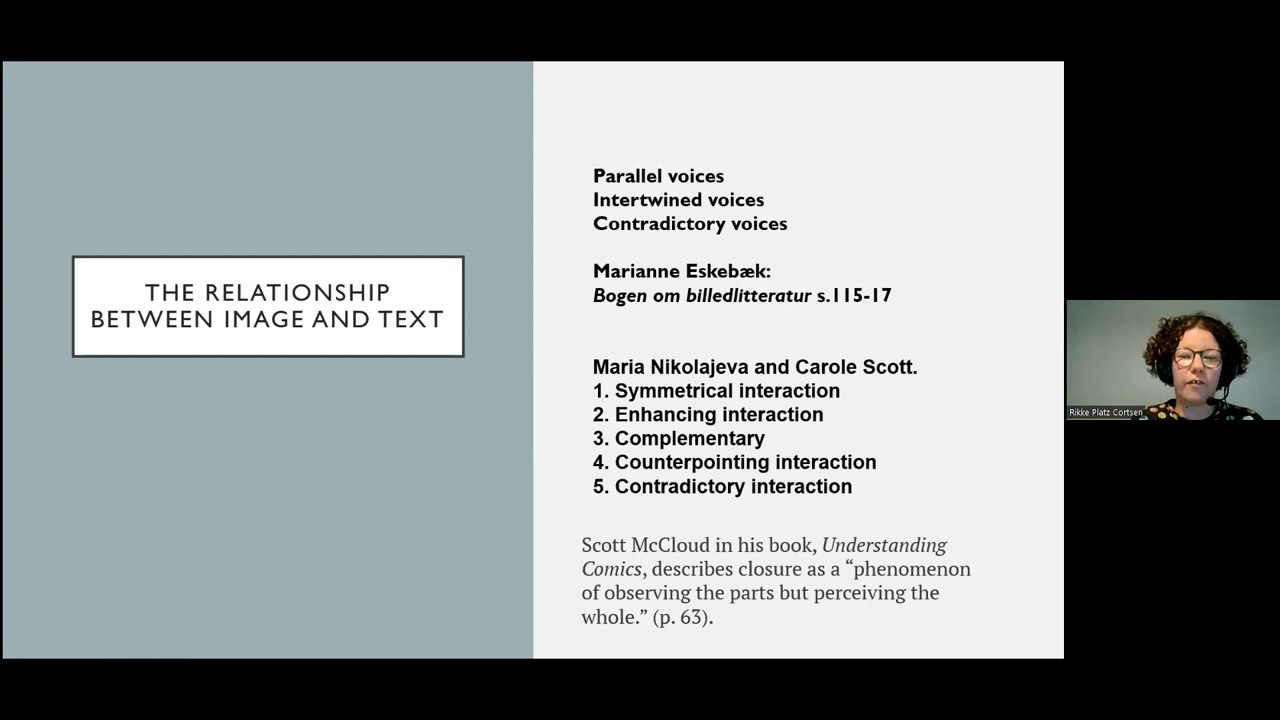 THE RELATIONSHIP
BETWEEN IMAGE AND TEXT
Parallel voices
Intertwined voices
Contradictory voices
Marianne Eskebæk:
Bogen om billedlitteratur s.115-17
Maria Nikolajeva and Carole Scott.
1. Symmetrical interaction
2. Enhancing interaction
3. Complementary
4. Counterpointing interaction
5. Contradictory interaction
Scott McCloud in his book, Understanding
Comics, describes closure as a “phenomenon
of observing the parts but perceiving the
whole.” (p. 63).
Rikke Platz Cortsen